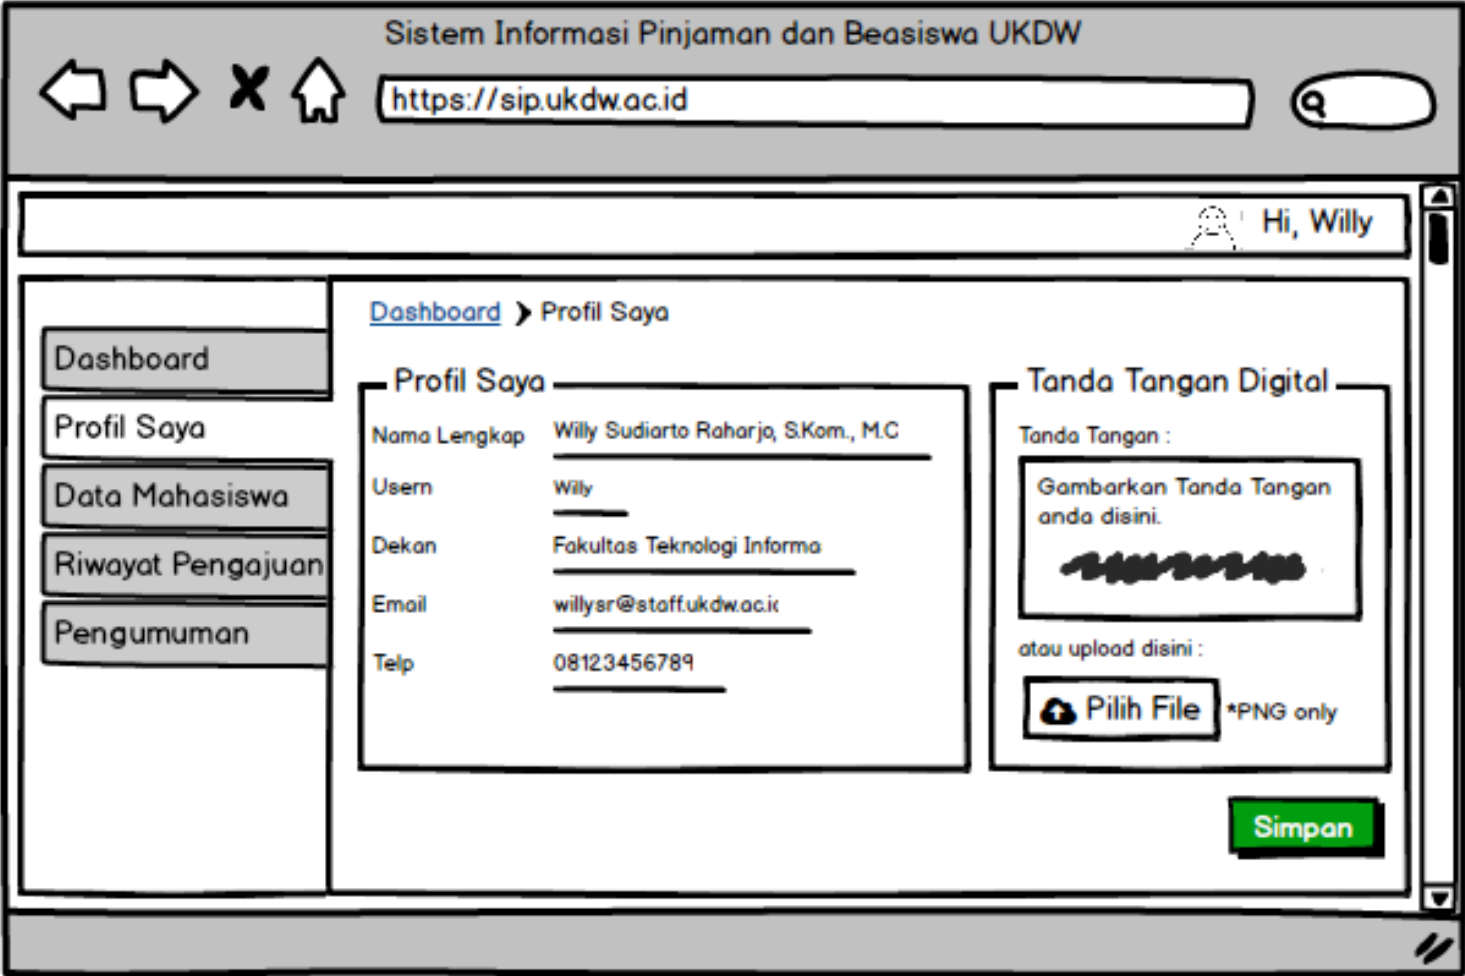 Sistem Informasi Pinjaman dan Beasiswa UKDW
https://sip.ukdw.ac.id
Hi, Willy
Dashboard
Profil Saya
Data Mahasiswa
Riwayat Pengajuan
Pengumuman
Dashboard Profil Saya
Profil Saya
Nama Lengkap Willy Sudiarto Raharjo, S.Kom., M.C
Usern Willy
Dekan Fakultas Teknologi Informa
Email willysr@staff.ukdw.ac.ic
Telp 08123456789
Tanda Tangan Digital
Tanda Tangan :
Gambarkan Tanda Tangan
anda disini.
atau upload disini :
Pilih File *PNG only
Simpan